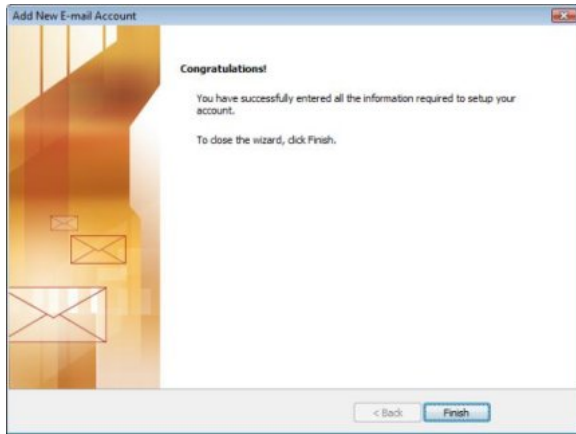 Add New E-mail Account
Congratulations!
You have successfully entered all the information required to setup your
account.
To close the wizard, click Finish.
< Back
Finish